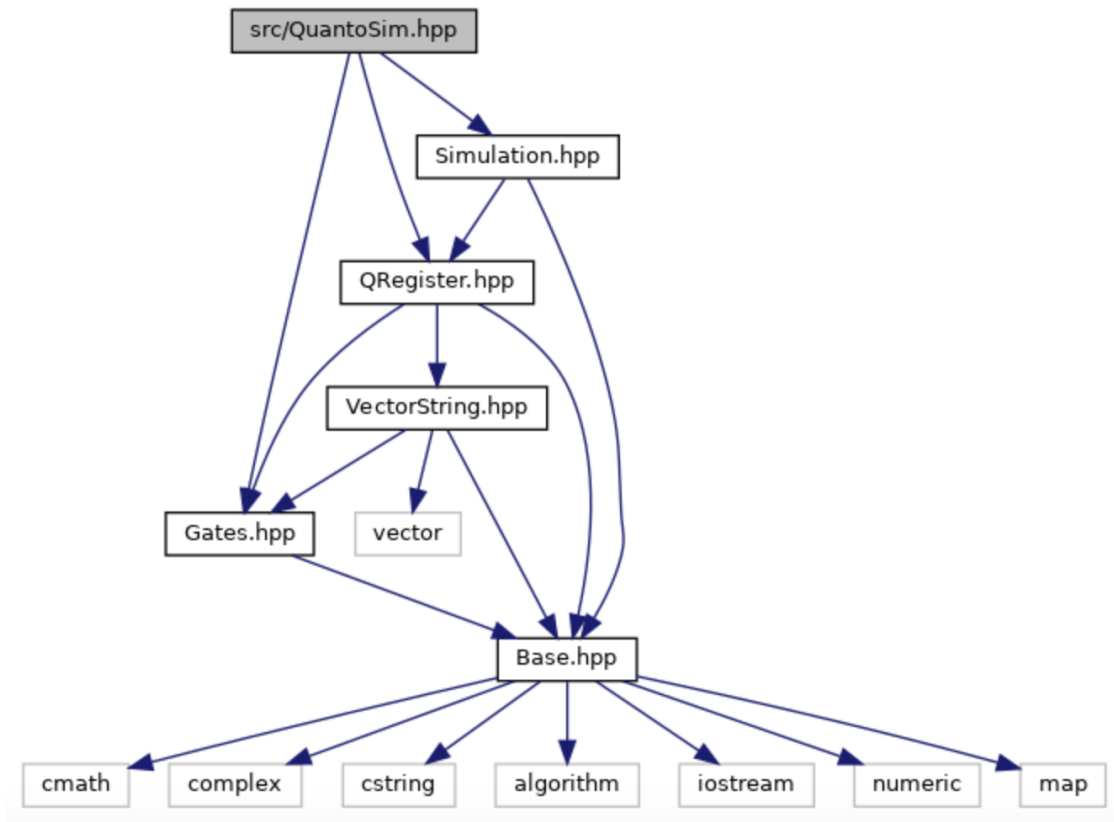 src/QuantoSim.hpp
Simulation.hpp
QRegister.hpp
VectorString.hpp
Gates.hpp
vector
Base.hpp
cmath
complex
cstring
algorithm
iostream
numeric
map